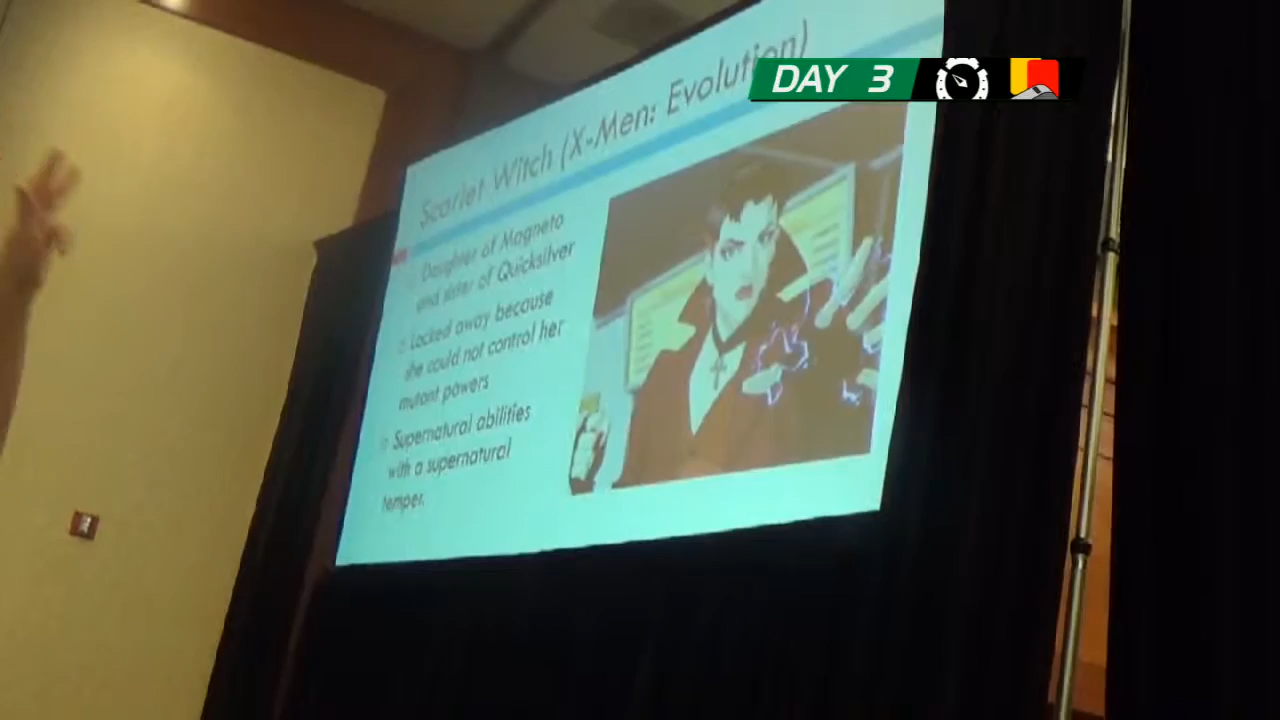 DAY 3
Scarlet Witch (X-Men: Evolution)
Daughter of Magneto
and sister of Quicksilver
Locked away because
she could not control her
mutant powers
Supernatural abilities
with a supernatural
temper.